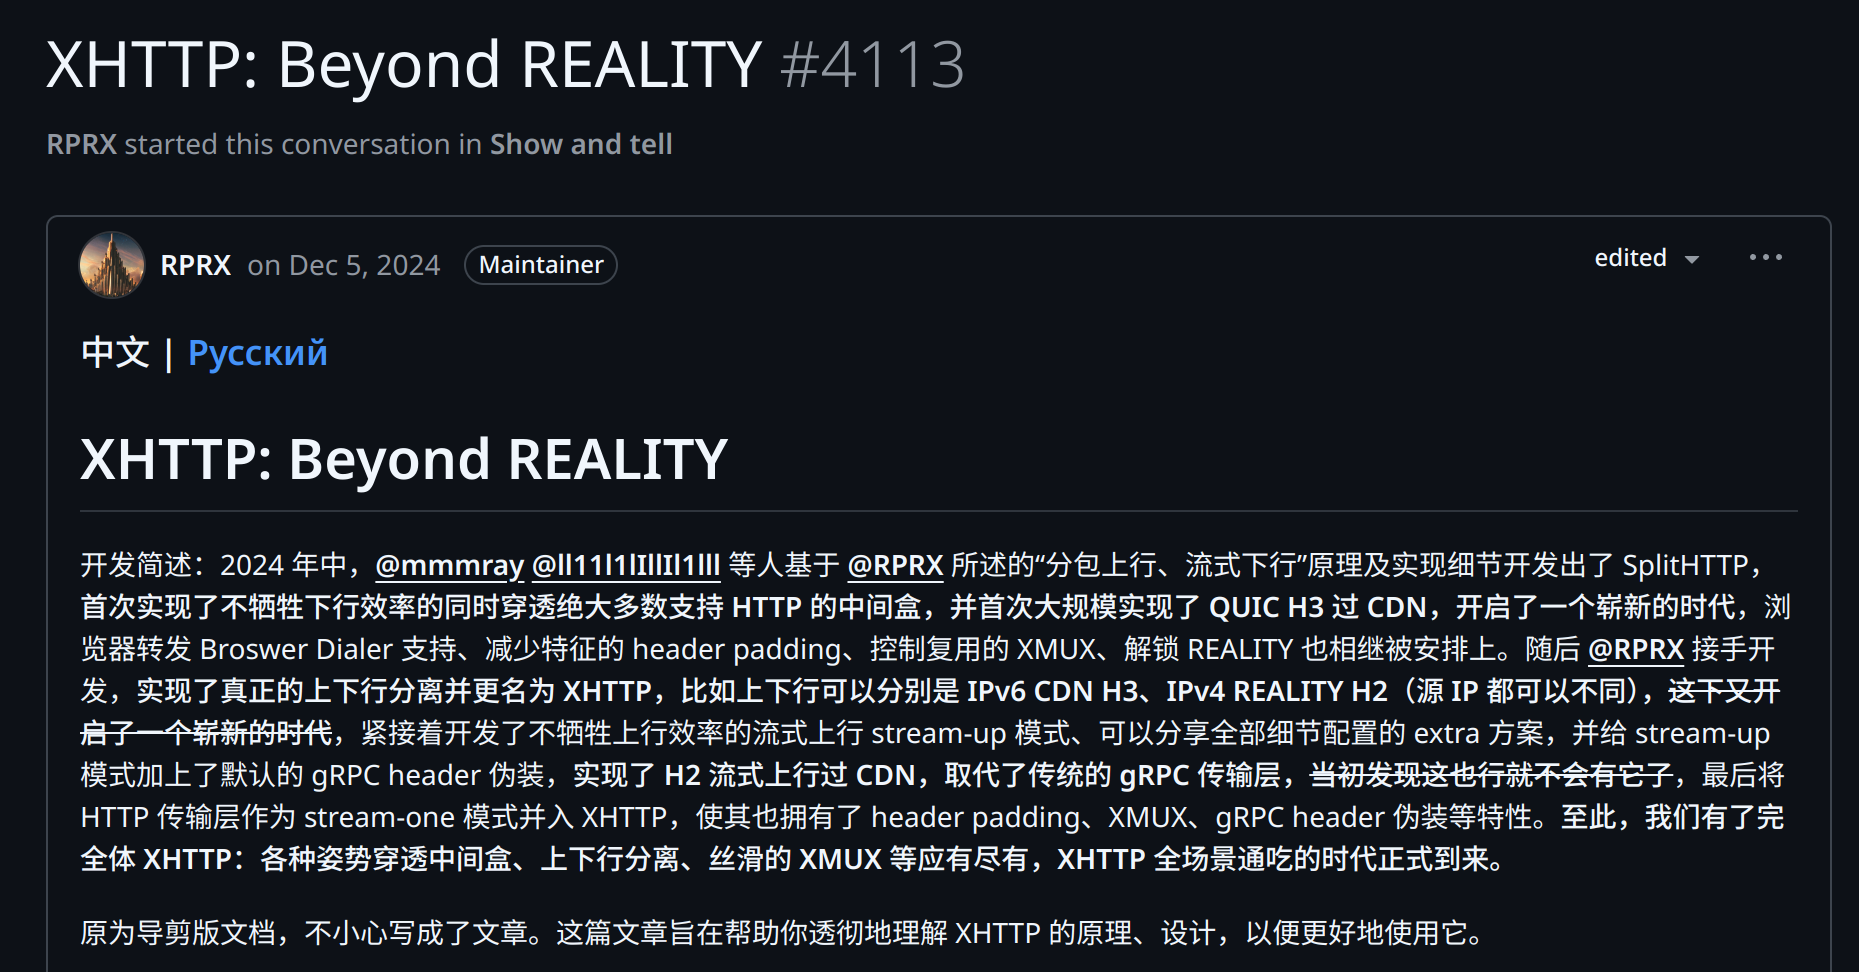 XHTTP: Beyond REALITY #4113
RPRX started this conversation in Show and tell
RPRX on Dec 5, 2024 Maintainer edited
中文 | Русский
XHTTP: Beyond REALITY
开发简述：2024 年中，@mmmray @ll11l1lIllIl1lll 等人基于 @RPRX 所述的“分包上行、流式下行”原理及实现细节开发出了 SplitHTTP，
首次实现了不牺牲下行效率的同时穿透绝大多数支持 HTTP 的中间盒，并首次大规模实现了 QUIC H3 过 CDN，开启了一个崭新的时代，浏
览器转发 Broswer Dialer 支持、减少特征的 header padding、控制复用的 XMUX、解锁 REALITY 也相继被安排上。随后 @RPRX 接手开
发，实现了真正的上下行分离并更名为 XHTTP，比如上下行可以分别是 IPv6 CDN H3、IPv4 REALITY H2（源 IP 都可以不同），这下又开
启了一个崭新的时代，紧接着开发了不牺牲上行效率的流式上行 stream-up 模式、可以分享全部细节配置的 extra 方案，并给 stream-up
模式加上了默认的 gRPC header 伪装，实现了 H2 流式上行过 CDN，取代了传统的 gRPC 传输层，当初发现这也行就不会有它了，最后将
HTTP 传输层作为 stream-one 模式并入 XHTTP，使其也拥有了 header padding、XMUX、gRPC header 伪装等特性。至此，我们有了完
全体 XHTTP：各种姿势穿透中间盒、上下行分离、丝滑的 XMUX 等应有尽有，XHTTP 全场景通吃的时代正式到来。
原为导剪版文档，不小心写成了文章。这篇文章旨在帮助你透彻地理解 XHTTP 的原理、设计，以便更好地使用它。